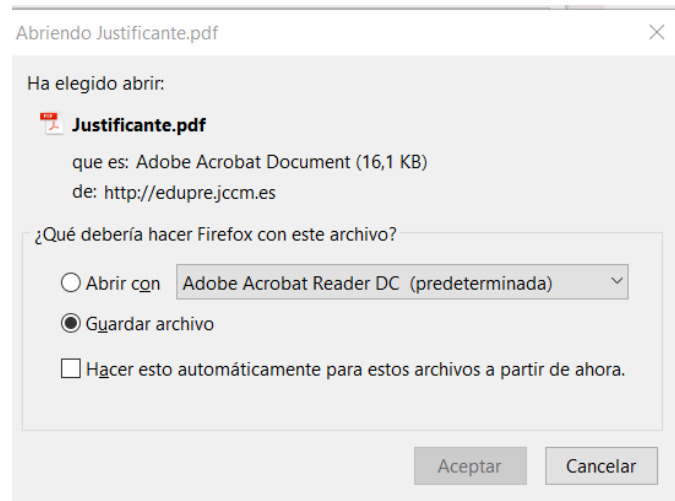 Abriendo Justificante.pdf
Ha elegido abrir:
Justificante.pdf
que es: Adobe Acrobat Document (16,1 KB)
de: http://edupre.jccm.es
¿Qué debería hacer Firefox con este archivo?
Abrir con Adobe Acrobat Reader DC (predeterminada)
Guardar archivo
Hacer esto automáticamente para estos archivos a partir de ahora.
Aceptar Cancelar